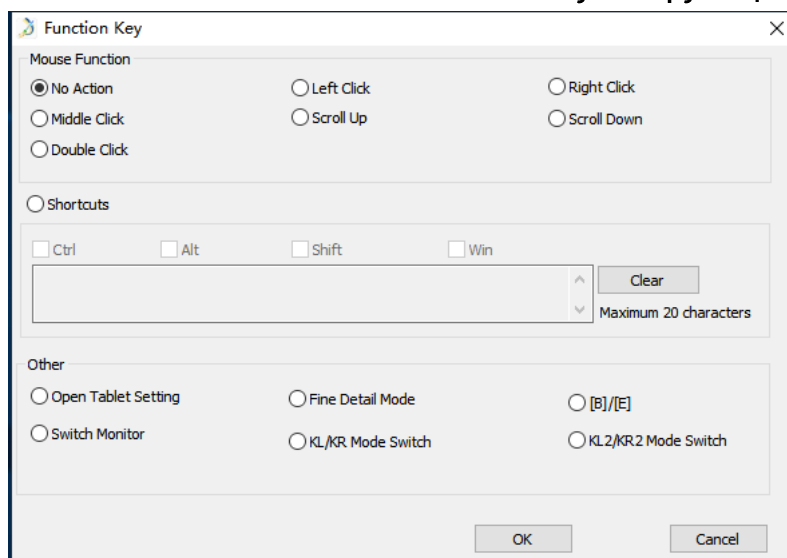 Function Key
Mouse Function
No Action Left Click Right Click
Middle Click Scroll Up Scroll Down
Double Click
Shortcuts
Ctrl Alt Shift Win
Clear
Maximum 20 characters
Other
Open Tablet Setting Fine Detail Mode [B]/[E]
Switch Monitor KL/KR Mode Switch KL2/KR2 Mode Switch
OK Cancel